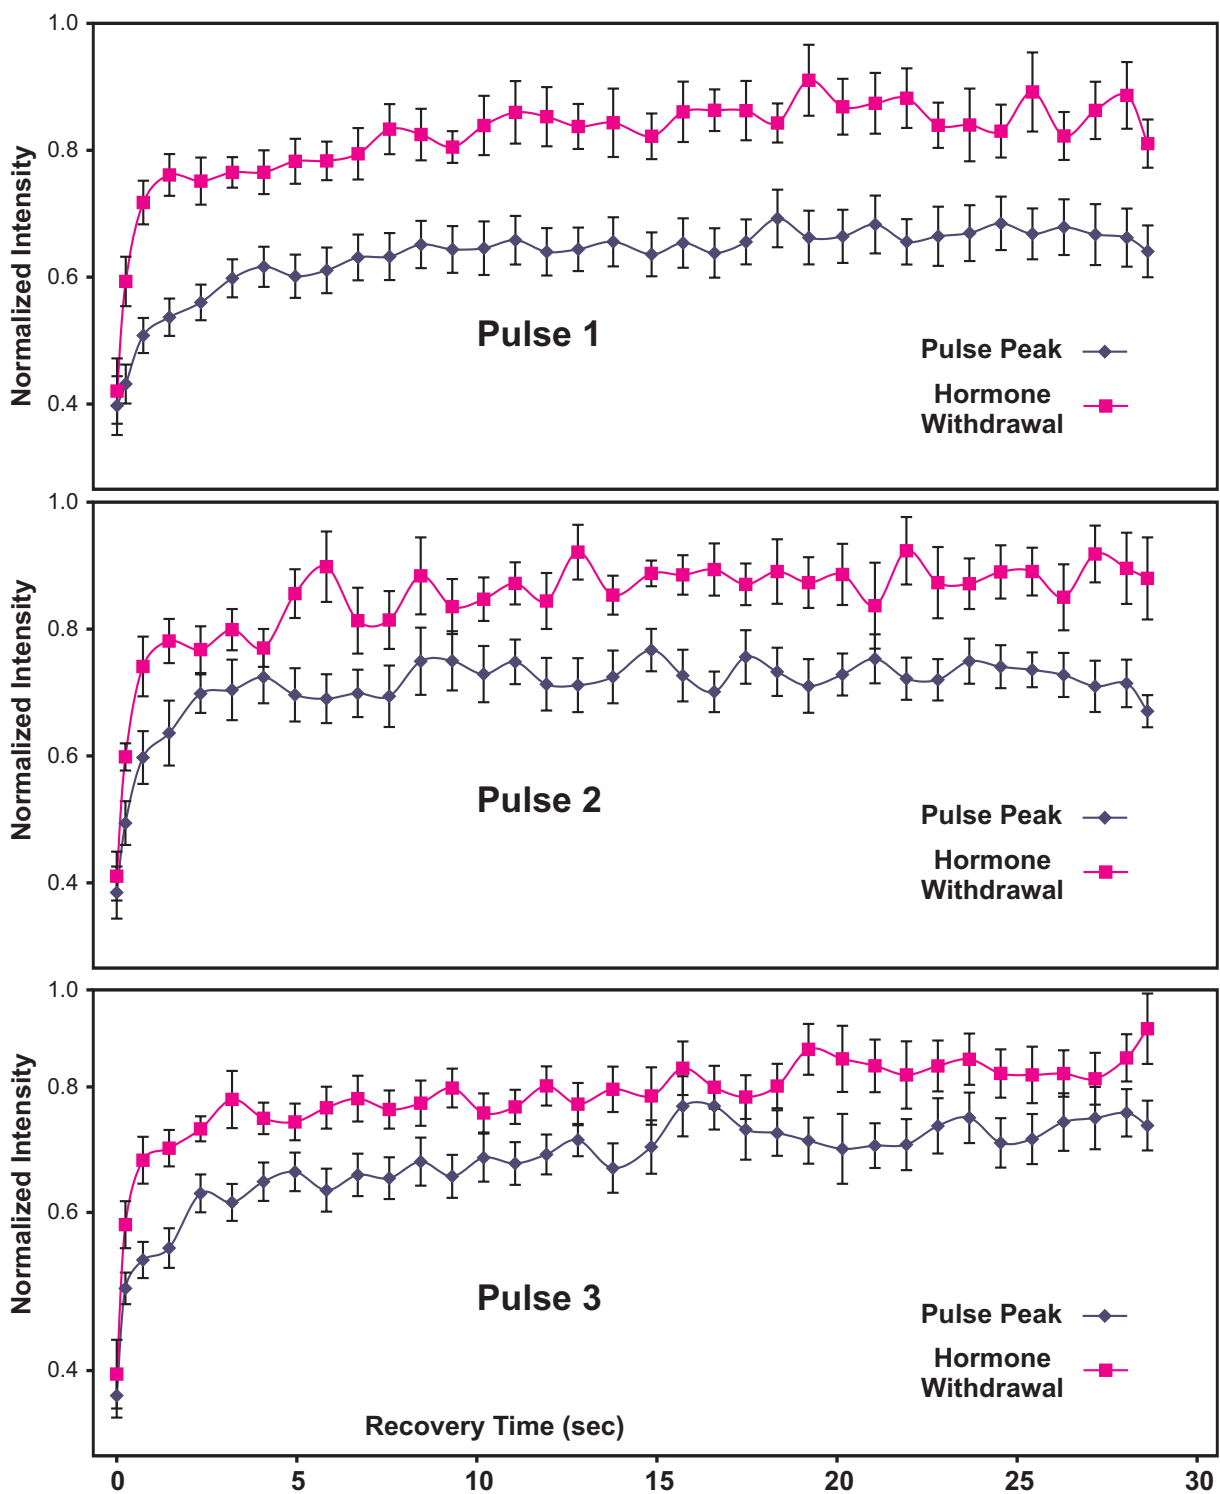 1.0
0.8
0.6
0.4
Normalized Intensity
Pulse 1
Pulse Peak
Hormone
Withdrawal
1.0
0.8
0.6
0.4
Normalized Intensity
Pulse 2
Pulse Peak
Hormone
Withdrawal
1.0
0.8
0.6
0.4
Normalized Intensity
Pulse 3
Pulse Peak
Hormone
Withdrawal
Recovery Time (sec)
0 5 10 15 20 25 30